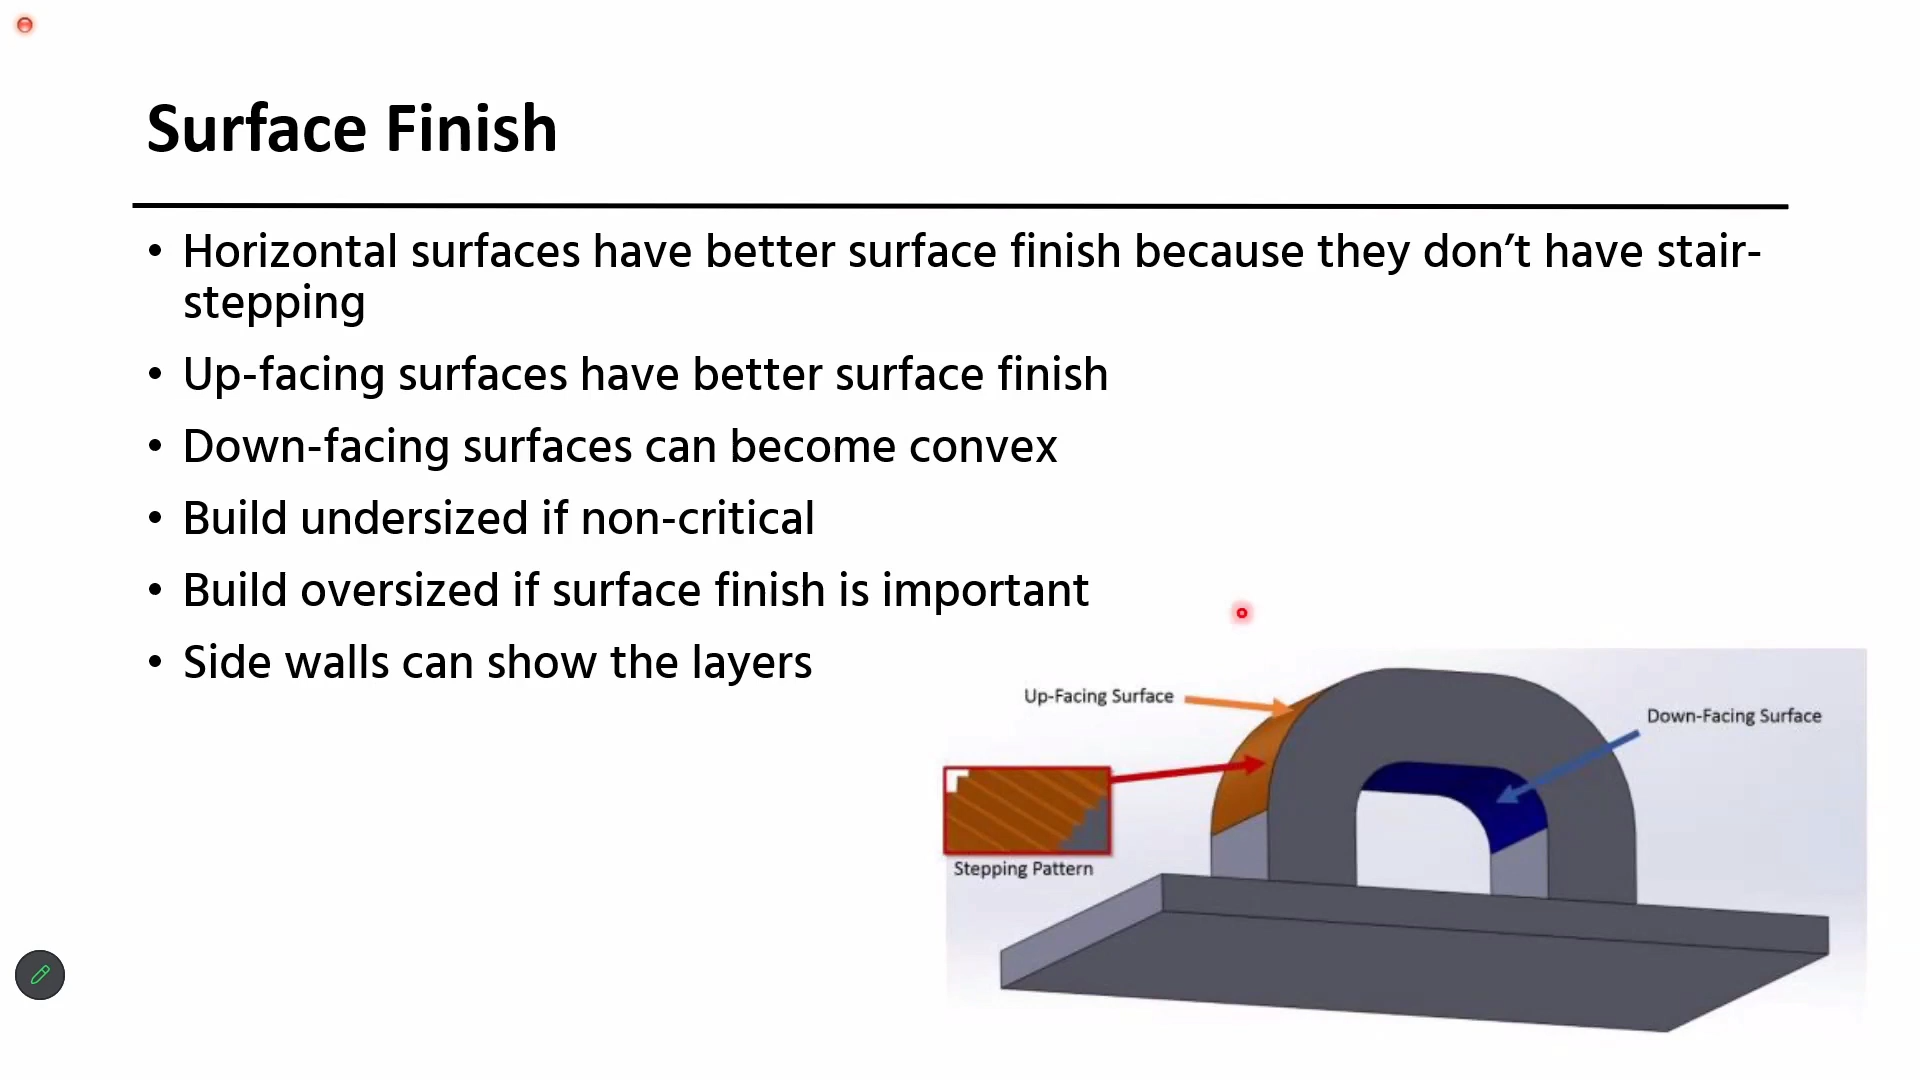 Surface Finish
• Horizontal surfaces have better surface finish because they don’t have stair-
stepping
• Up-facing surfaces have better surface finish
• Down-facing surfaces can become convex
• Build undersized if non-critical
• Build oversized if surface finish is important
• Side walls can show the layers
Up-Facing Surface
Down-Facing Surface
Stepping Pattern